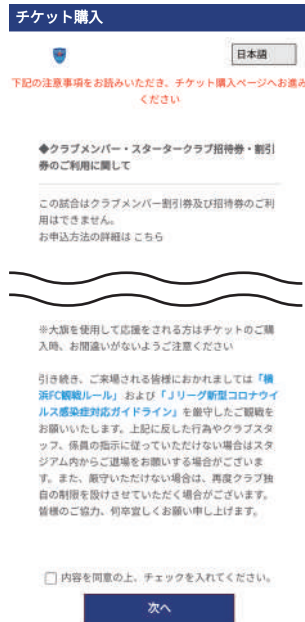 チケット購入
日本語
下記の注意事項をお読みいただき、チケット購入ページへお進み
ください
◆クラブメンバー・スタータークラブ招待券・割引
券のご利用に関して
この試合はクラブメンバー割引券及び招待券のご利
用はできません。
お申込方法の詳細は こちら
※大旗を使用して応援をされる方はチケットのご購
入時、お間違いがないようご注意ください
引き続き、ご来場される皆様におかれましては「横
浜FC観戦ルール」 および「Jリーグ新型コロナウイ
ルス感染症対応ガイドライン」を厳守したご観戦を
お願いいたします。上記に反した行為やクラブスタ
ッフ、係員の指示に従っていただけない場合はスタ
ジアム内からご退場をお願いする場合がございま
す。また、厳守いただけない場合は、再度クラブ独
自の制限を設けさせていただく場合がございます。
皆様のご協力、何卒宜しくお願い申し上げます。
内容を同意の上、チェックを入れてください。
次へ